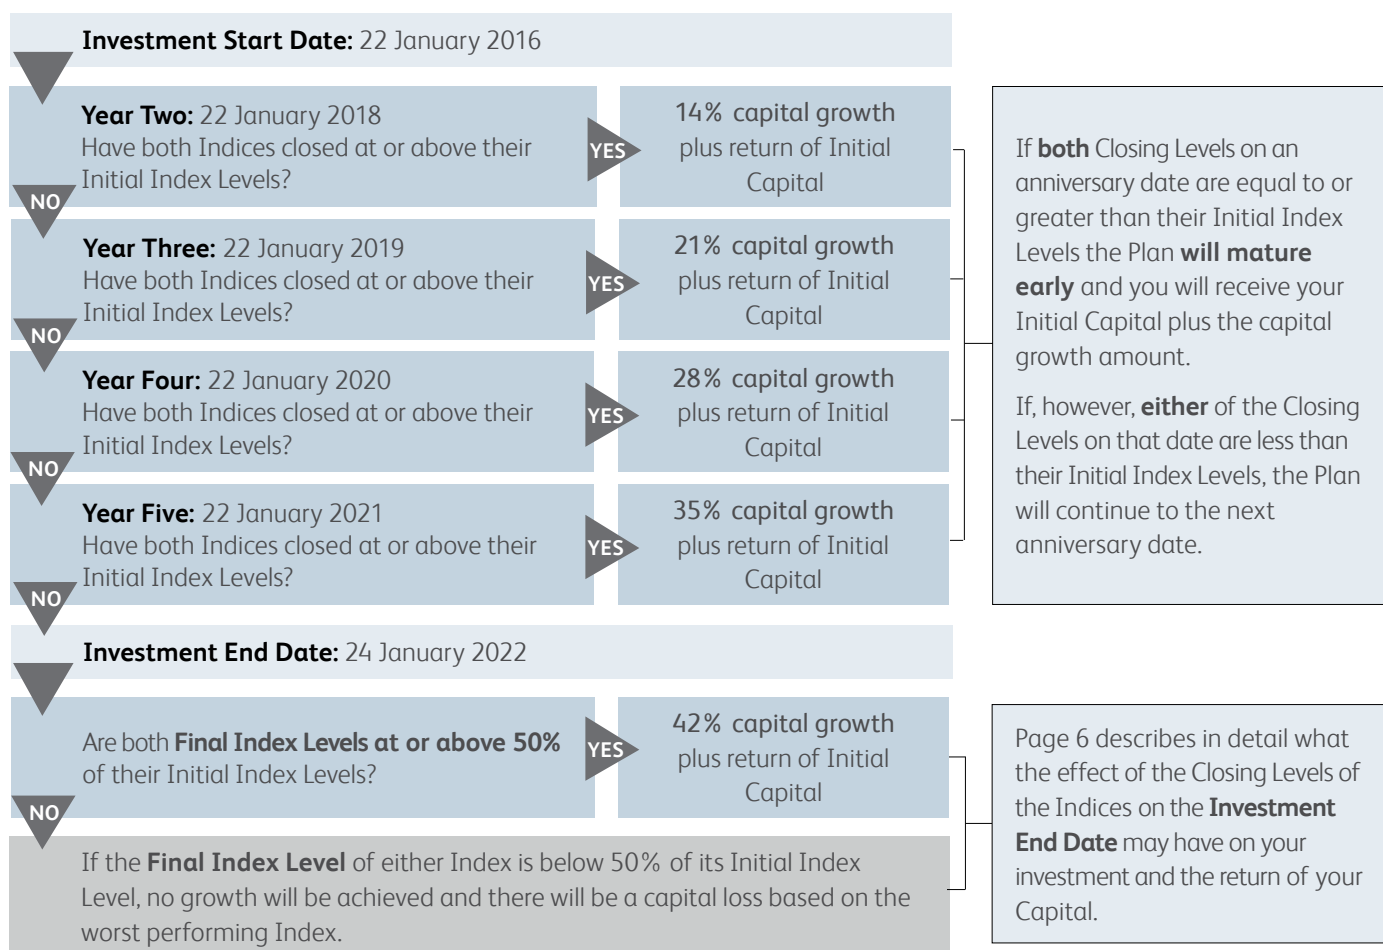 Investment Start Date: 22 January 2016
Year Two: 22 January 2018
Have both Indices closed at or above their
Initial Index Levels?
YES
14% capital growth
plus return of Initial
Capital
NO
Year Three: 22 January 2019
Have both Indices closed at or above their
Initial Index Levels?
YES
21% capital growth
plus return of Initial
Capital
NO
Year Four: 22 January 2020
Have both Indices closed at or above their
Initial Index Levels?
YES
28% capital growth
plus return of Initial
Capital
NO
Year Five: 22 January 2021
Have both Indices closed at or above their
Initial Index Levels?
YES
35% capital growth
plus return of Initial
Capital
NO
If both Closing Levels on an
anniversary date are equal to or
greater than their Initial Index
Levels the Plan will mature
early and you will receive your
Initial Capital plus the capital
growth amount.
If, however, either of the Closing
Levels on that date are less than
their Initial Index Levels, the Plan
will continue to the next
anniversary date.
Investment End Date: 24 January 2022
Are both Final Index Levels at or above 50%
of their Initial Index Levels?
YES
42% capital growth
plus return of Initial
Capital
NO
If the Final Index Level of either Index is below 50% of its Initial Index
Level, no growth will be achieved and there will be a capital loss based on the
worst performing Index.
Page 6 describes in detail what
the effect of the Closing Levels of
the Indices on the Investment
End Date may have on your
investment and the return of your
Capital.